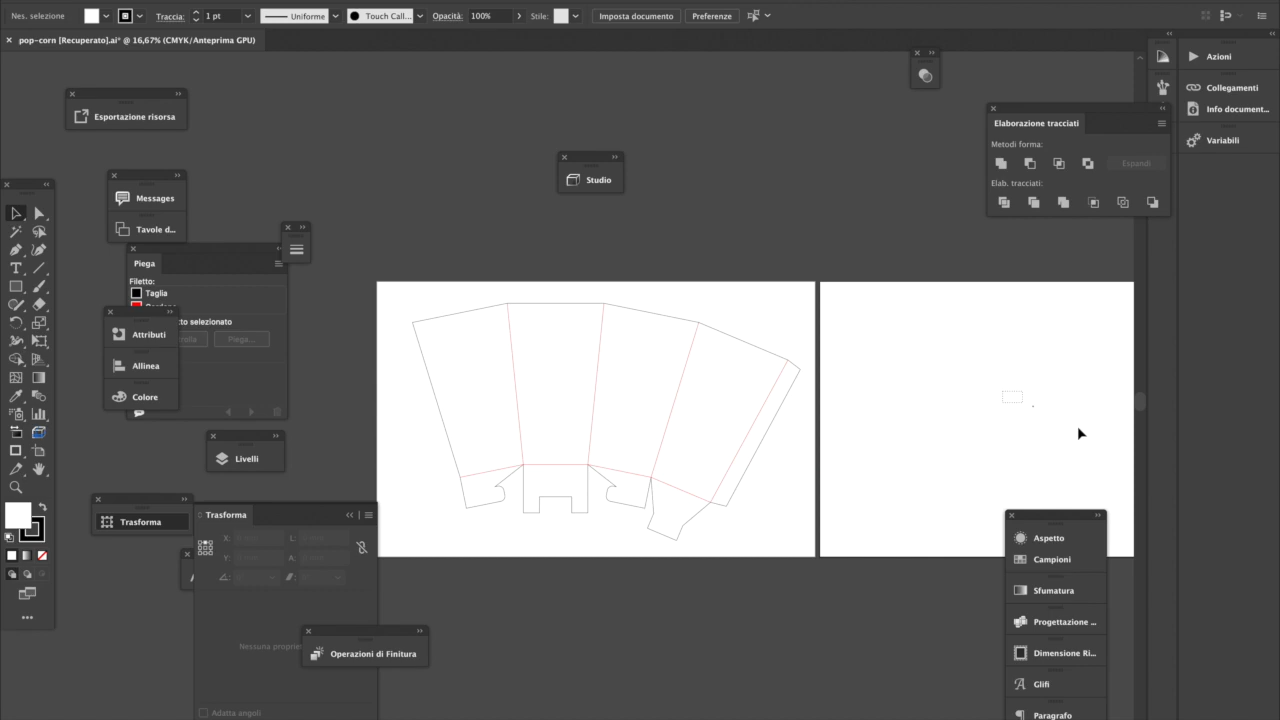 Nes. selezione
Traccia:
1 pt
Uniforme
Touch Call...
Opacità:
100%
Stile:
Imposta documento
Preferenze
pop-corn [Recuperato].ai* @ 16,67% (CMYK/Anteprima GPU)
Esportazione risorsa
Azioni
Collegamenti
Info document...
Variabili
Elaborazione tracciati
Metodi forma:
Espandi
Elab. tracciati:
Studio
Messages
Tavole d...
Piega
Filetto:
Taglia
tto selezionato
rolla
Piega...
Attributi
Allinea
Colore
Livelli
Trasforma
Trasforma
X:
L:
Y:
A:
Nessuna proprie
Operazioni di Finitura
Adatta angoli
Aspetto
Campioni
Sfumatura
Progettazione ...
Dimensione Ri...
Glifi
Paragrafo